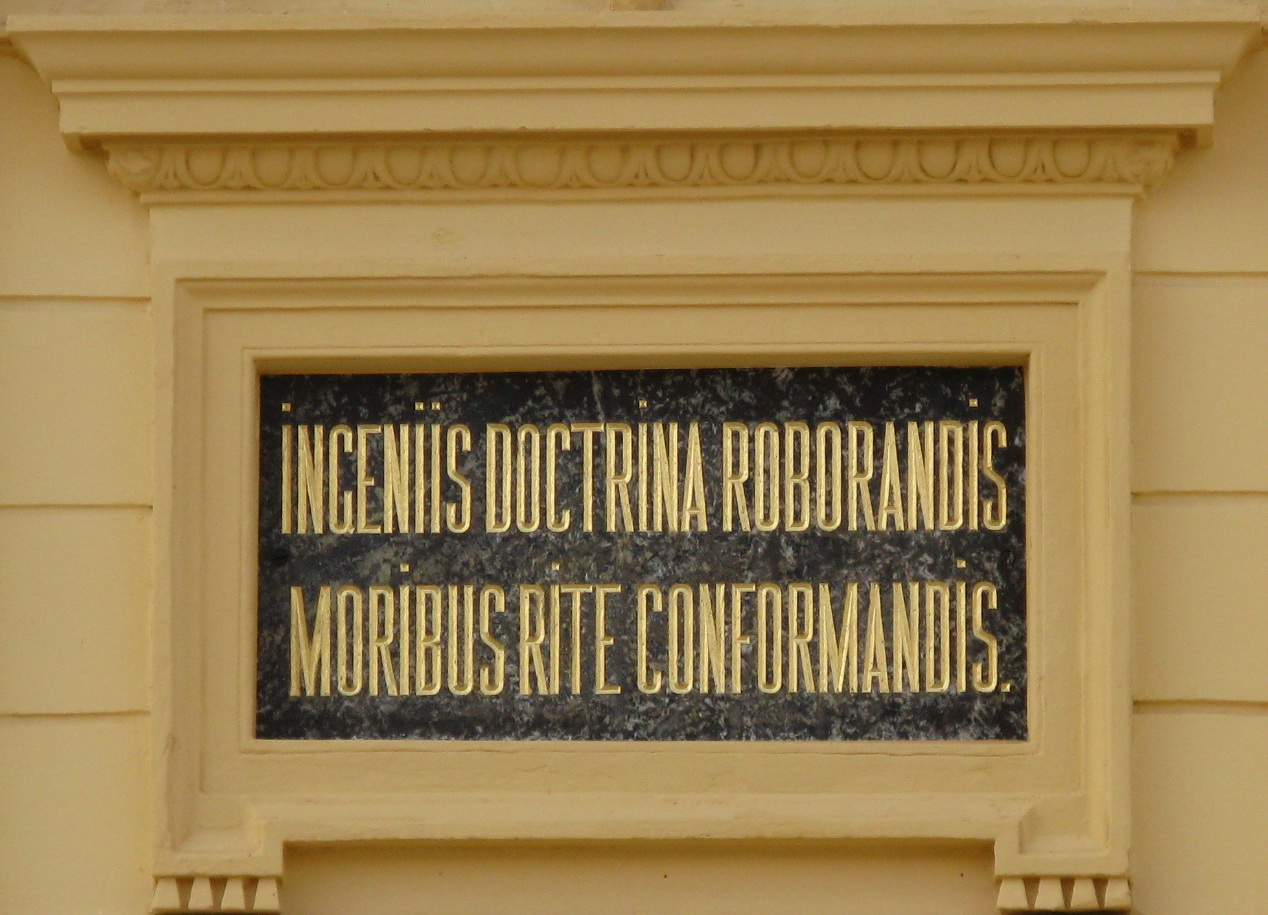 INGENIIS DOCTRINA ROBORANDIS
MORIBUS RITE CONFORMANDIS.